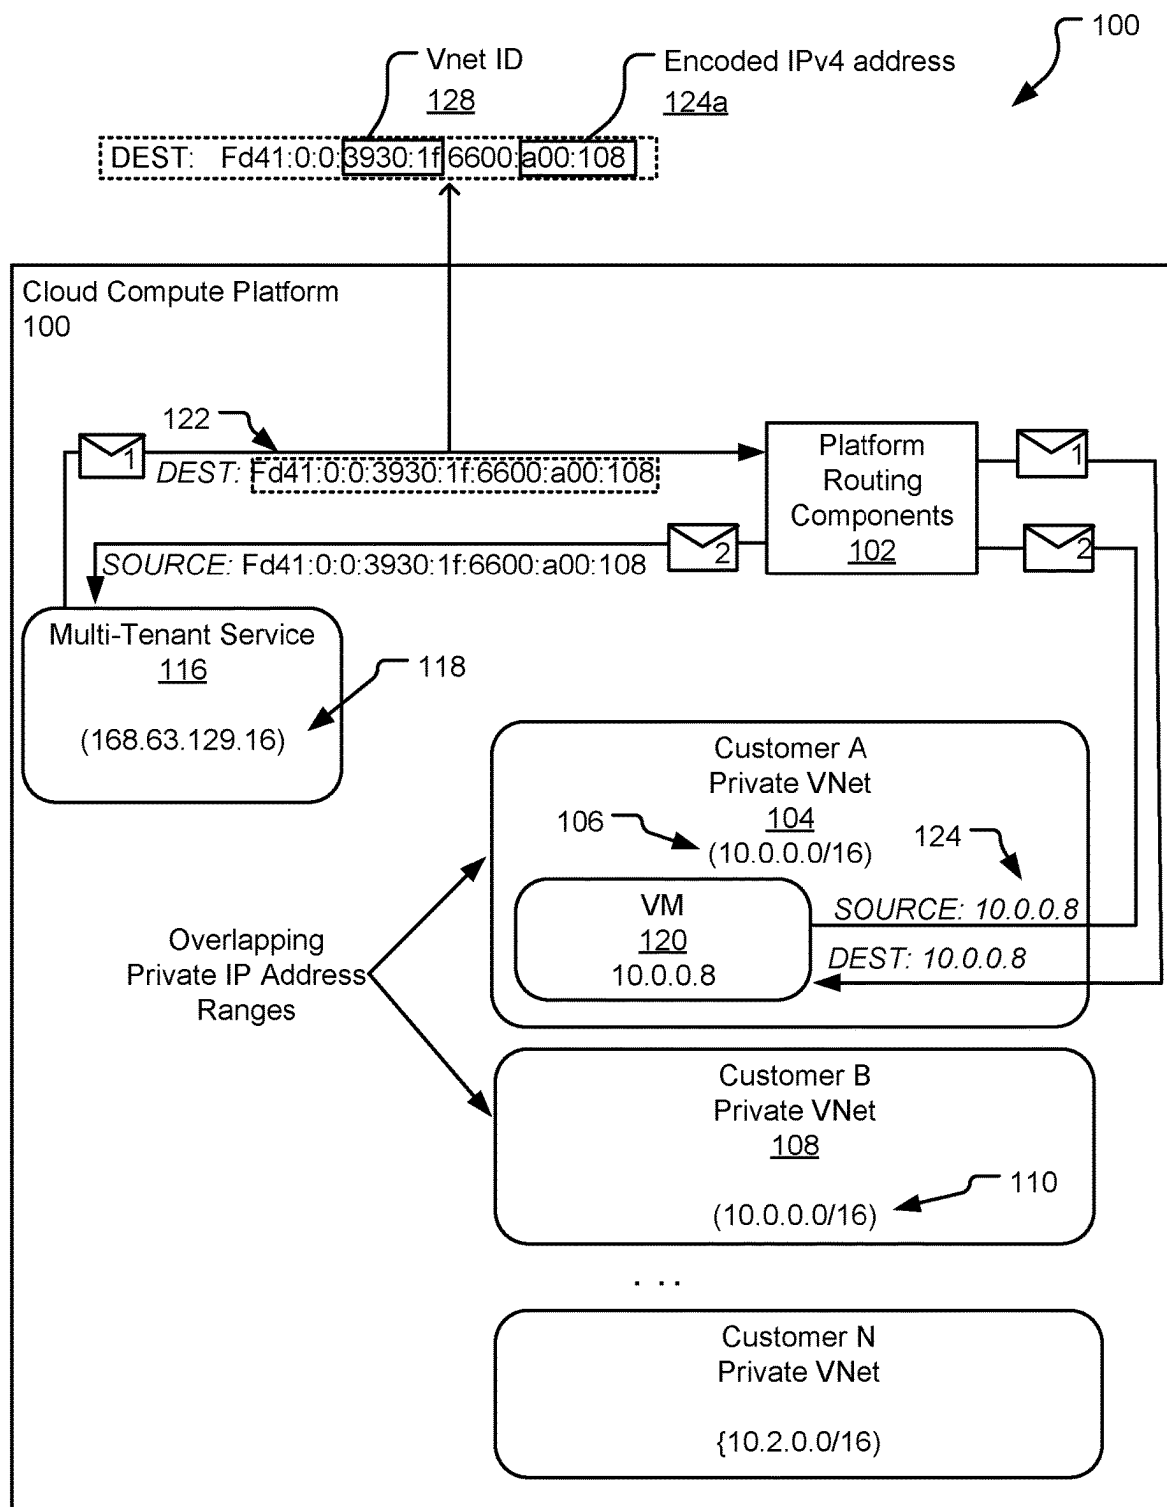 100
Vnet ID
128
Encoded IPv4 address
124a
DEST: Fd41:0:0:3930:1f:6600:a00:108
Cloud Compute Platform
100
122
1
DEST: Fd41:0:0:3930:1f:6600:a00:108
Platform
Routing
Components
102
1
2
2
SOURCE: Fd41:0:0:3930:1f:6600:a00:108
Multi-Tenant Service
116
118
(168.63.129.16)
Customer A
Private VNet
104
106
(10.0.0.0/16)
124
VM
120
10.0.0.8
SOURCE: 10.0.0.8
DEST: 10.0.0.8
Overlapping
Private IP Address
Ranges
Customer B
Private VNet
108
110
(10.0.0.0/16)
. . .
Customer N
Private VNet
{10.2.0.0/16)